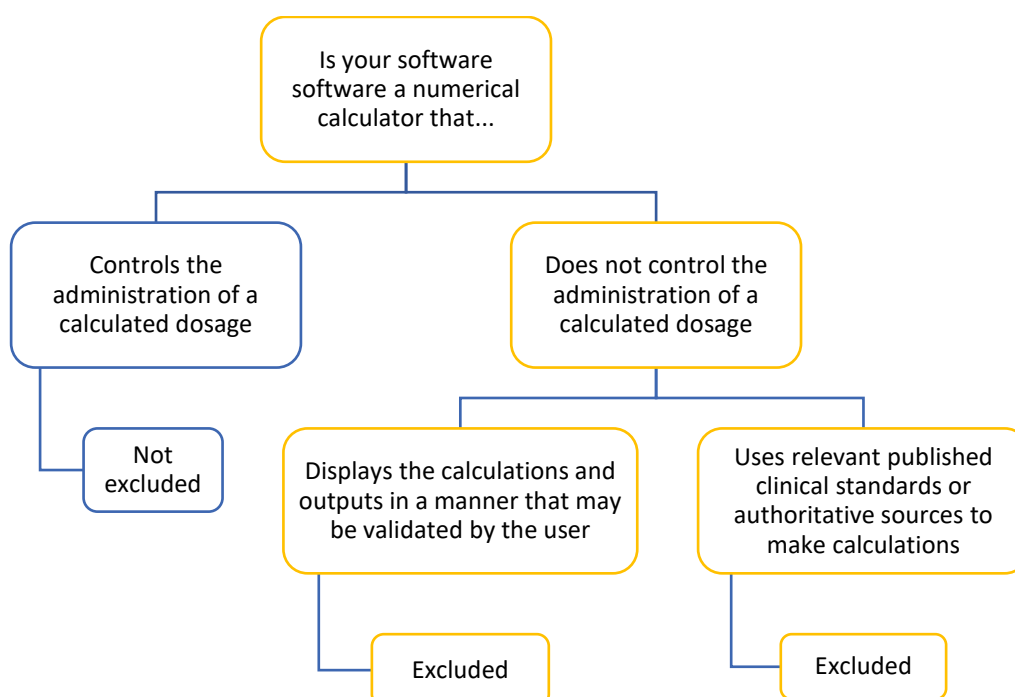 Is your software
software a numerical
calculator that...
Controls the
administration of a
calculated dosage
Does not control the
administration of a
calculated dosage
Not
excluded
Displays the calculations and
outputs in a manner that may
be validated by the user
Uses relevant published
clinical standards or
authoritative sources to
make calculations
Excluded
Excluded